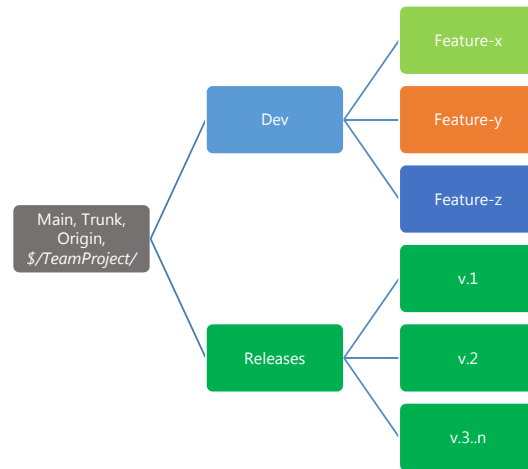 Main, Trunk,
Origin,
$/TeamProject/
Dev
Feature-x
Feature-y
Feature-z
Releases
v.1
v.2
v.3..n